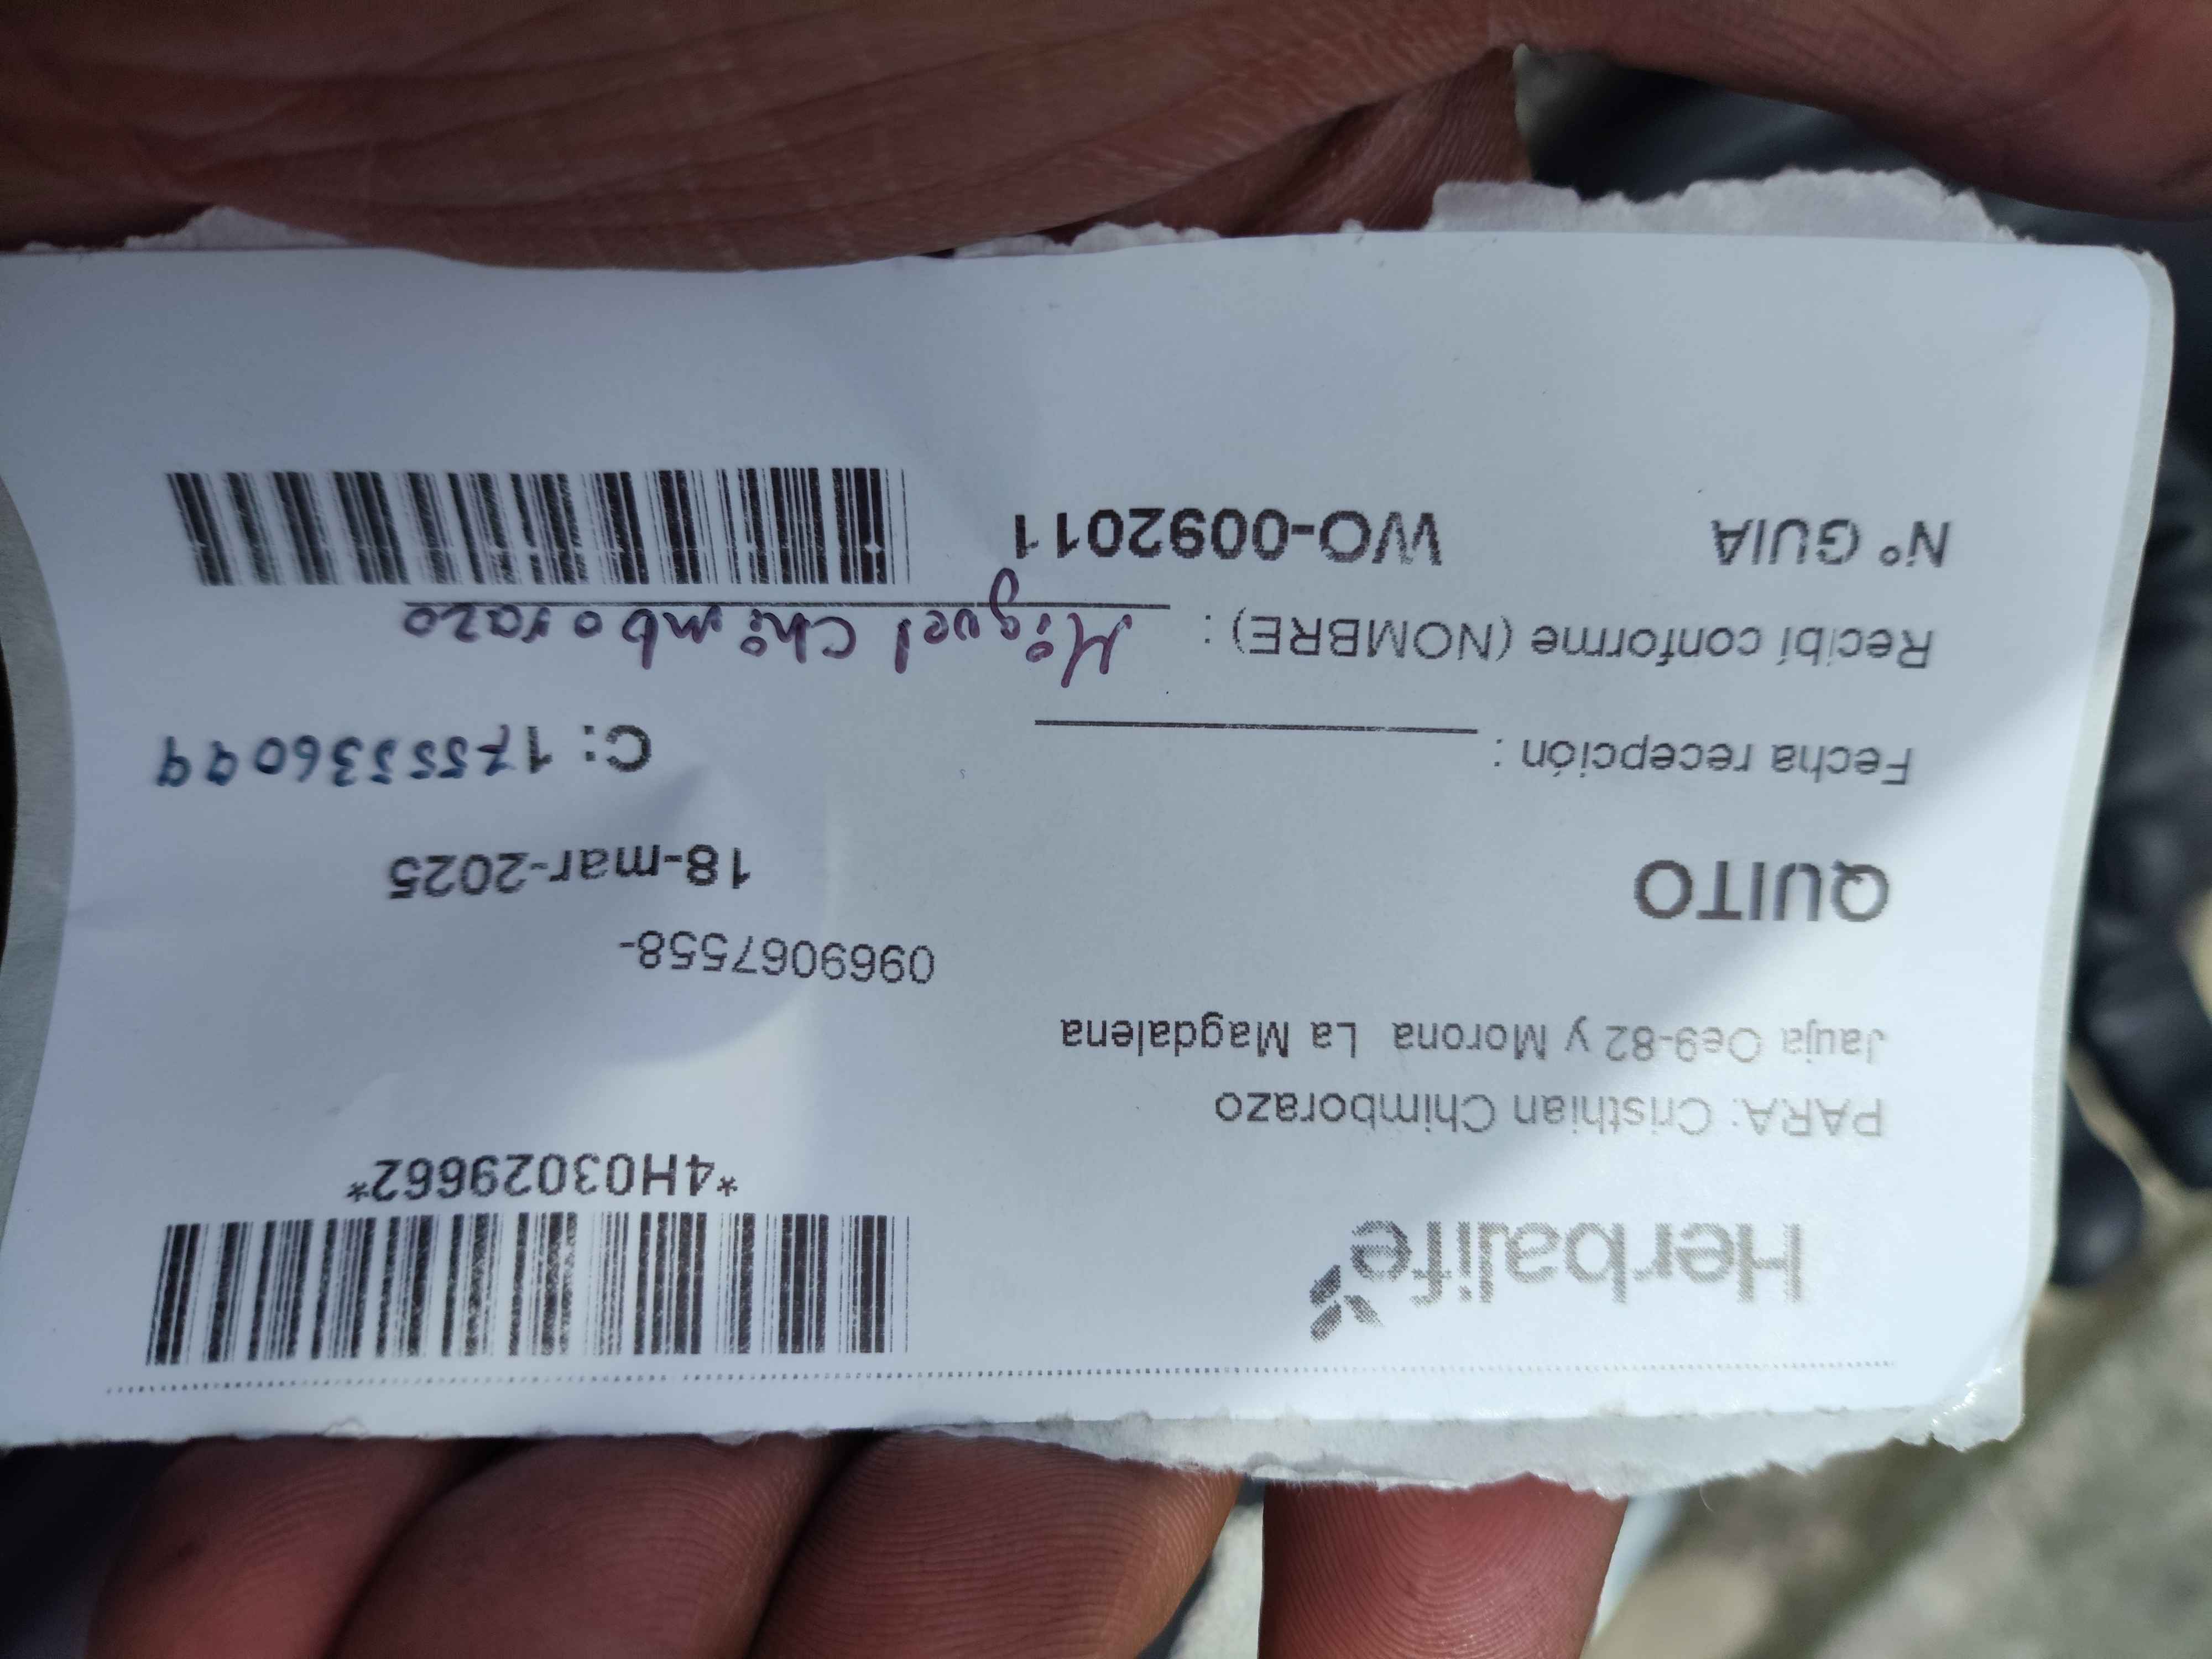 Herbalife
*4H03029662*
PARA: Cristhian Chimborazo
Jauja Oe9-82 y Morona La Magdalena
0969067558-
QUITO
18-mar-2025
Fecha recepción :
C: 1755536099
Recibí conforme (NOMBRE) : Miguel Chimborazo
N° GUIA WO-0092011